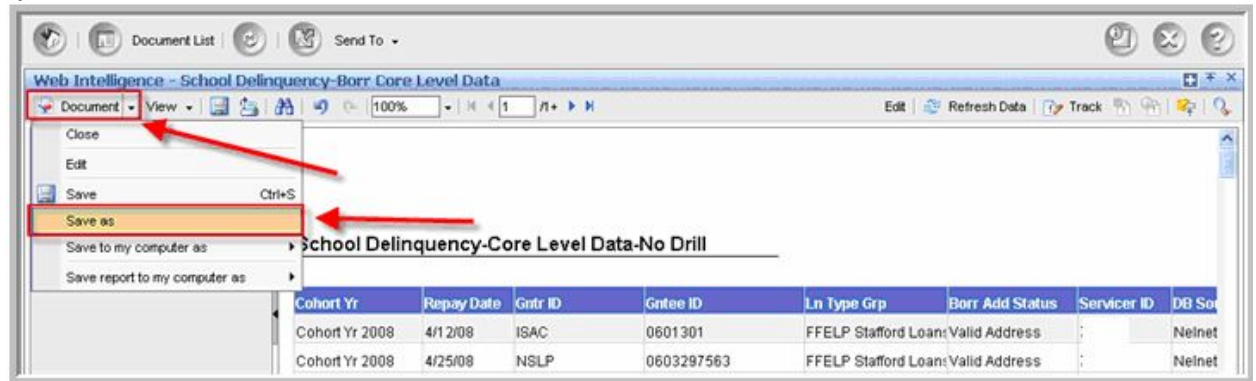 Document List Send To
Web Intelligence - School Delinquency-Borr Core Level Data
Document View 100% 1 /1+ Edit Refresh Data Track
Close
Edit
Save Ctrl+S
Save as
Save to my computer as
Save report to my computer as
School Delinquency-Core Level Data-No Drill
Cohort Yr Repay Date Gntr ID Gntee ID Ln Type Grp Borr Add Status Servicer ID DB Sou
Cohort Yr 2008 4/12/08 ISAC 0601301 FFELP Stafford Loans Valid Address Nelnet
Cohort Yr 2008 4/25/08 NSLP 0603297563 FFELP Stafford Loans Valid Address Nelnet